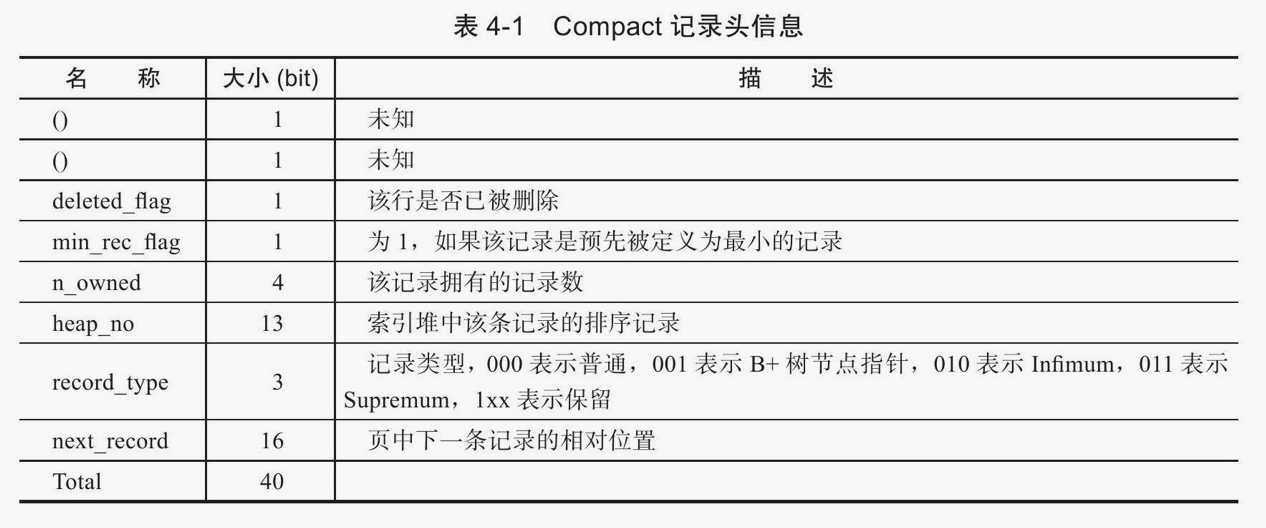 表 4-1 Compact 记录头信息
名 称 大小 (bit) 描 述
() 1 未知
() 1 未知
deleted_flag 1 该行是否已被删除
min_rec_flag 1 为 1，如果该记录是预先被定义为最小的记录
n_owned 4 该记录拥有的记录数
heap_no 13 索引堆中该条记录的排序记录
record_type 3 记录类型，000 表示普通，001 表示 B+ 树节点指针，010 表示 Infimum，011 表示
Supremum，1xx 表示保留
next_record 16 页中下一条记录的相对位置
Total 40